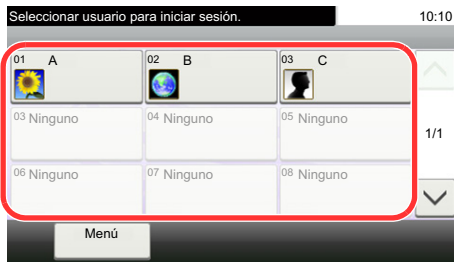 Seleccionar usuario para iniciar sesión.
10:10
01 A
02 B
03 C
03 Ninguno
04 Ninguno
05 Ninguno
1/1
06 Ninguno
07 Ninguno
08 Ninguno
Menú